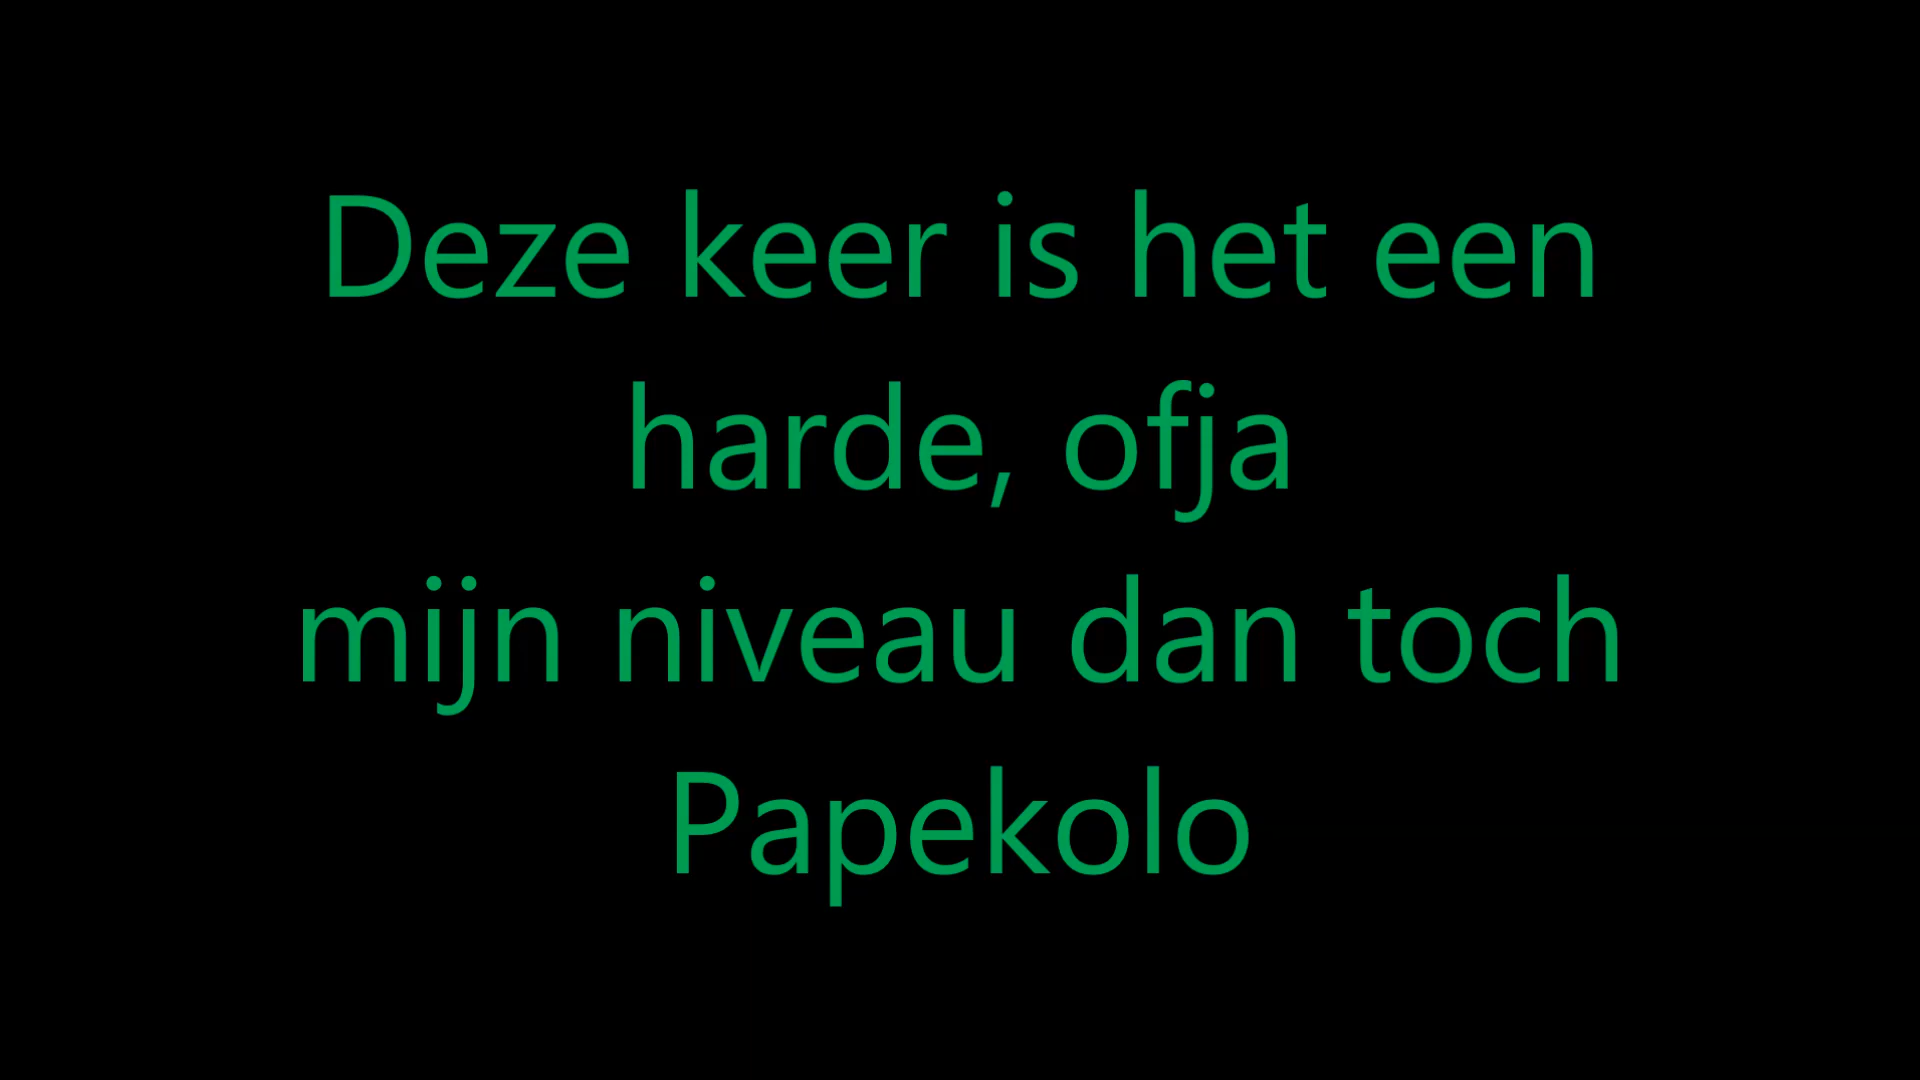 Deze keer is het een
harde, ofja
mijn niveau dan toch
Papekolo